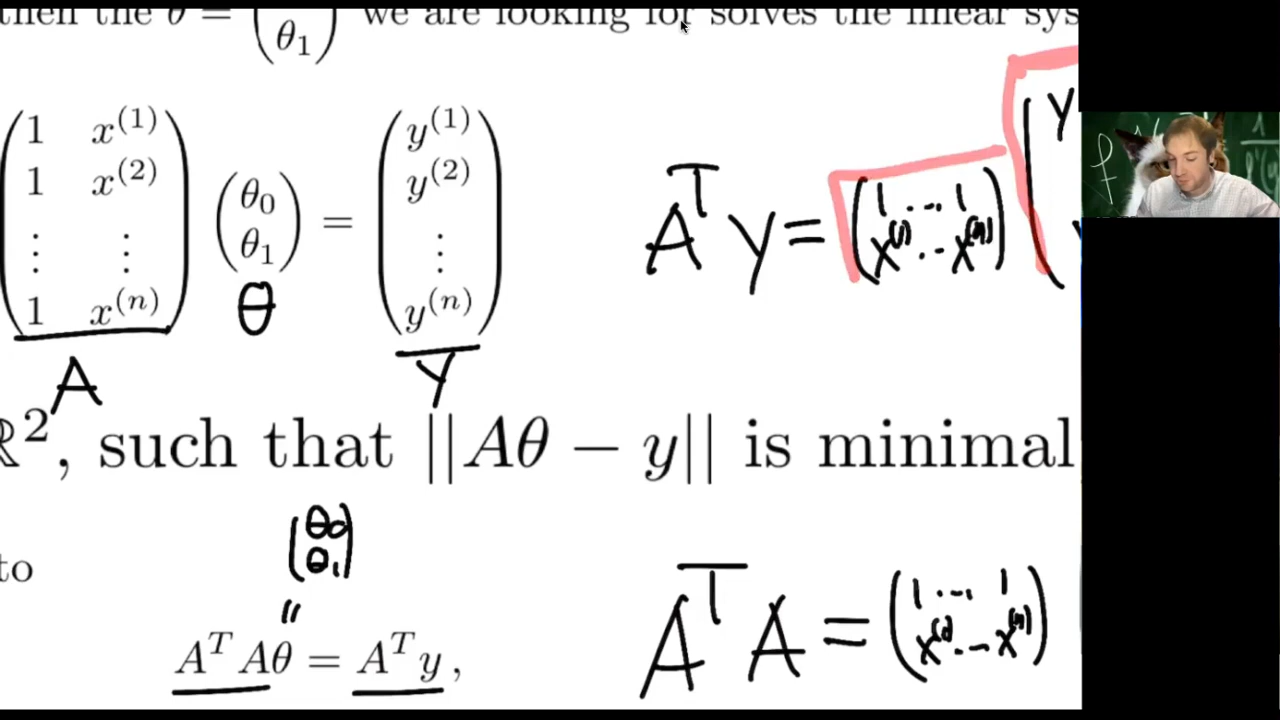 then the θ = (θ₁) we are looking for solves the linear sys
(1 x⁽¹⁾
1 x⁽²⁾
⋮ ⋮
1 x⁽ⁿ⁾) (θ₀
θ₁) = (y⁽¹⁾
y⁽²⁾
⋮
y⁽ⁿ⁾)
A θ y
Aᵀ y = (1 ... 1
x⁽¹⁾ .. x⁽ⁿ⁾) (y
ℝ², such that ||Aθ − y|| is minimal
to
(θ₀
θ₁)
"
AᵀAθ = Aᵀy ,
AᵀA = (1 ... 1
x⁽¹⁾ .. x⁽ⁿ⁾)